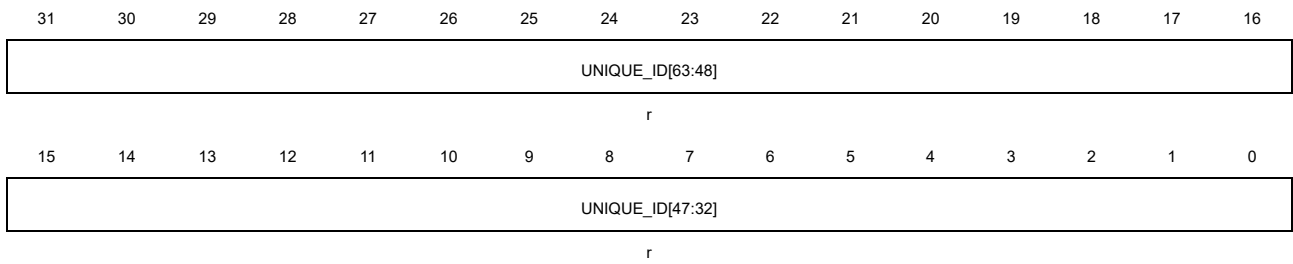 31 30 29 28 27 26 25 24 23 22 21 20 19 18 17 16
UNIQUE_ID[63:48]
r
15 14 13 12 11 10 9 8 7 6 5 4 3 2 1 0
UNIQUE_ID[47:32]
r